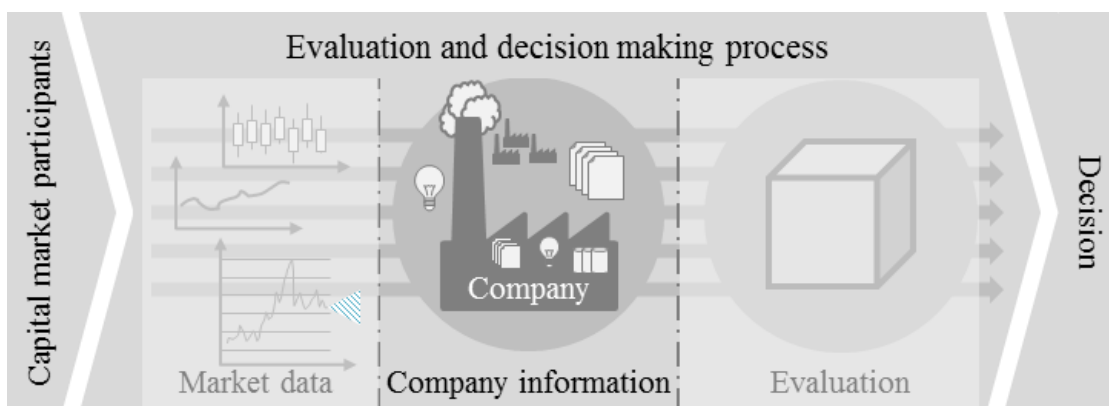 Capital market participants
Evaluation and decision making process
Company
Market data
Company information
Evaluation
Decision